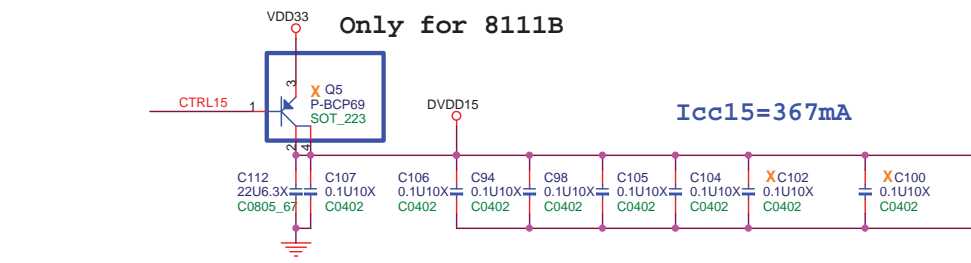 VDD33
Only for 8111B
X Q5
P-BCP69
SOT_223
3
CTRL15
1
2
4
DVDD15
Icc15=367mA
C112
22U6.3X
C0805_67
C107
0.1U10X
C0402
C106
0.1U10X
C0402
C94
0.1U10X
C0402
C98
0.1U10X
C0402
C105
0.1U10X
C0402
C104
0.1U10X
C0402
X C102
0.1U10X
C0402
X C100
0.1U10X
C0402